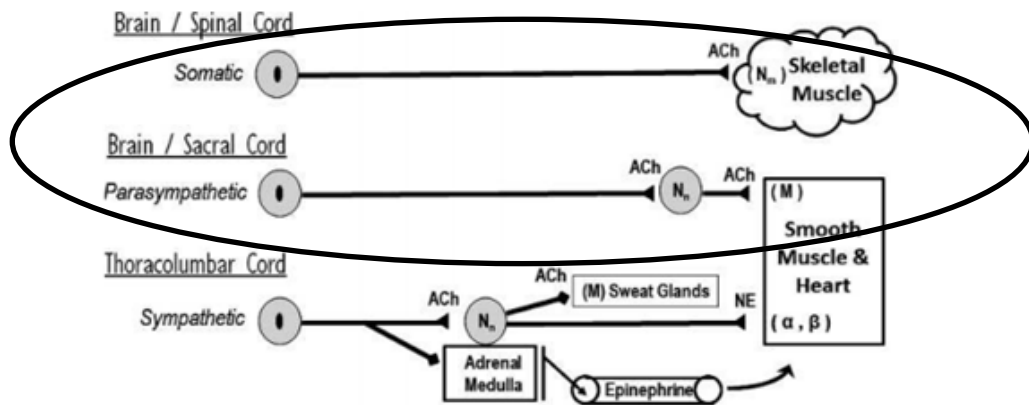 Brain / Spinal Cord
Somatic
ACh
(Nm) Skeletal
Muscle
Brain / Sacral Cord
Parasympathetic
ACh
Nn
ACh
(M)
Smooth
Muscle &
Heart
Thoracolumbar Cord
Sympathetic
ACh
Nn
ACh
(M) Sweat Glands
NE
(α, β)
Adrenal
Medulla
Epinephrine